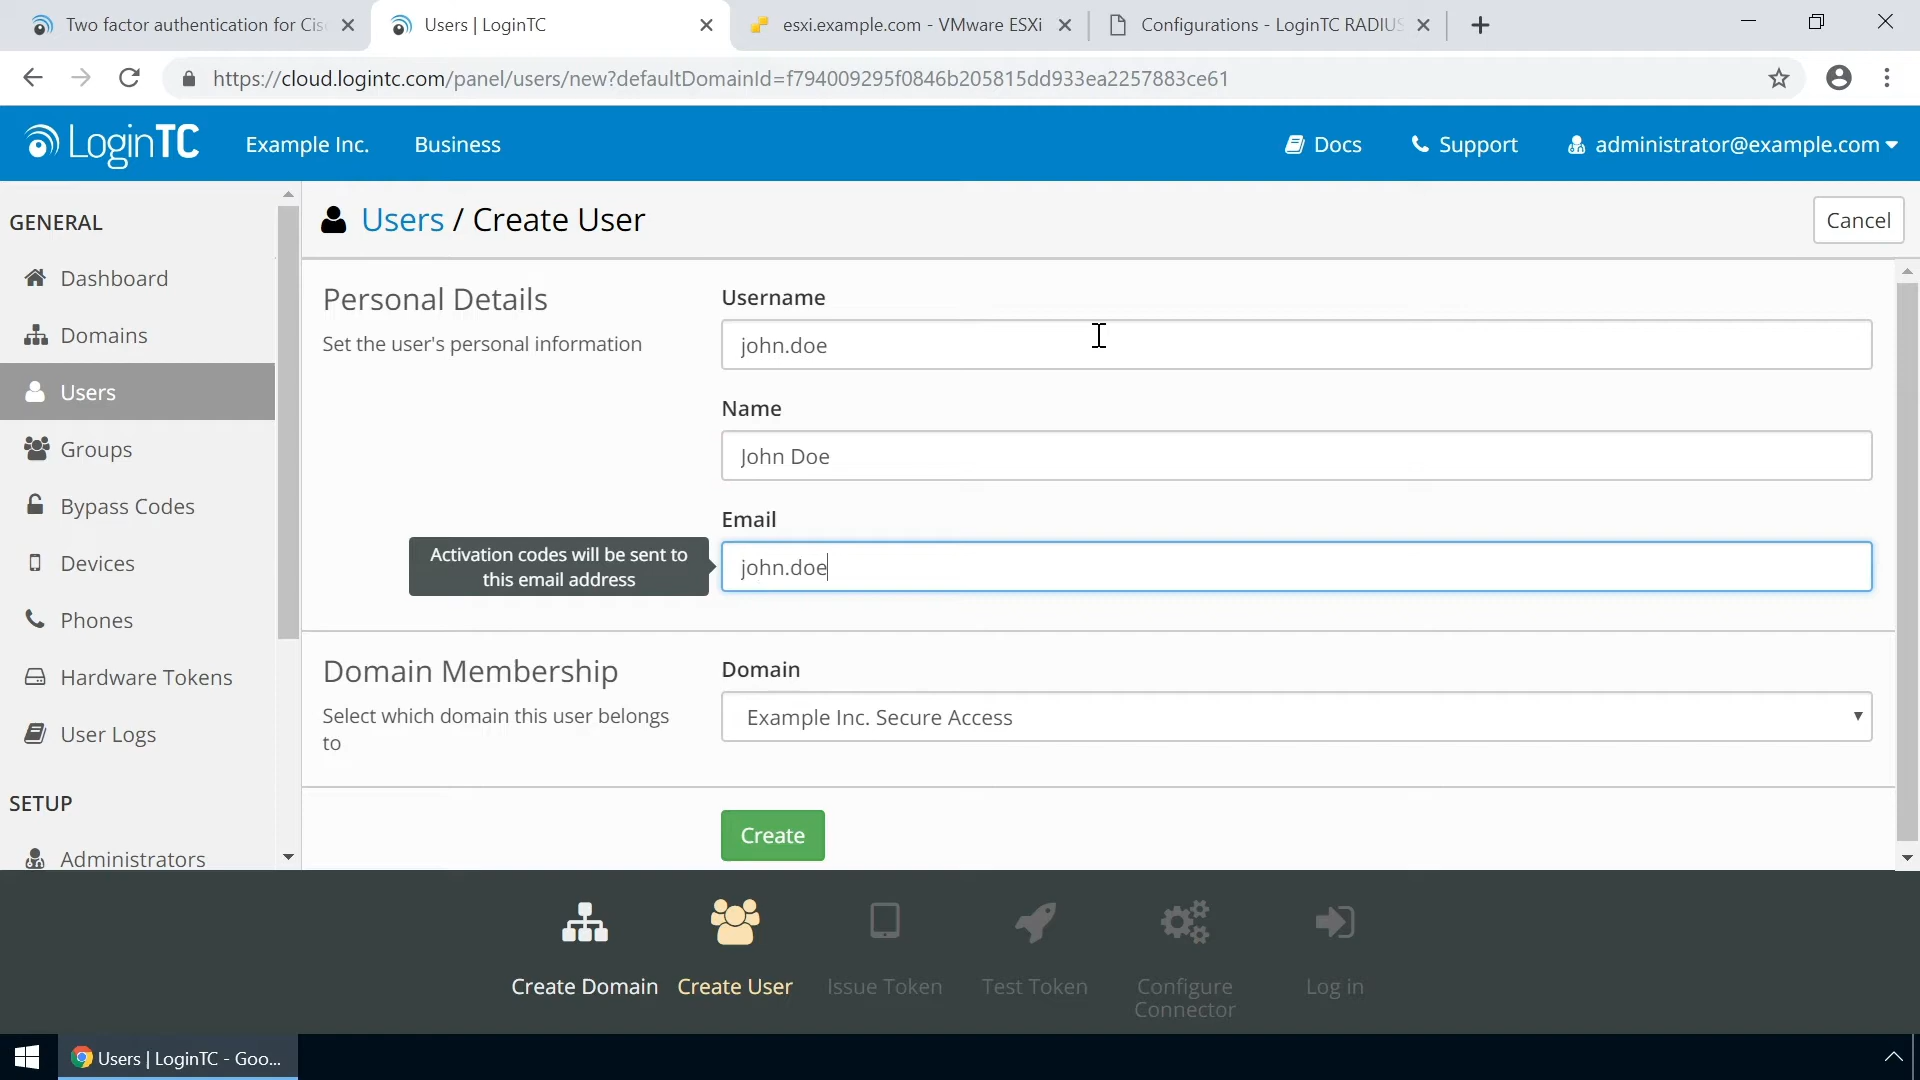 Two factor authentication for Cis
Users | LoginTC
esxi.example.com - VMware ESXi
Configurations - LoginTC RADIUS
https://cloud.logintc.com/panel/users/new?defaultDomainId=f794009295f0846b205815dd933ea2257883ce61
LoginTC
Example Inc.
Business
Docs
Support
administrator@example.com
GENERAL
Dashboard
Domains
Users
Groups
Bypass Codes
Devices
Phones
Hardware Tokens
User Logs
SETUP
Administrators
Users / Create User
Cancel
Personal Details
Set the user's personal information
Username
john.doe
Name
John Doe
Email
Activation codes will be sent to
this email address
john.doe
Domain Membership
Select which domain this user belongs
to
Domain
Example Inc. Secure Access
Create
Create Domain
Create User
Issue Token
Test Token
Configure
Connector
Log in
Users | LoginTC - Goo...